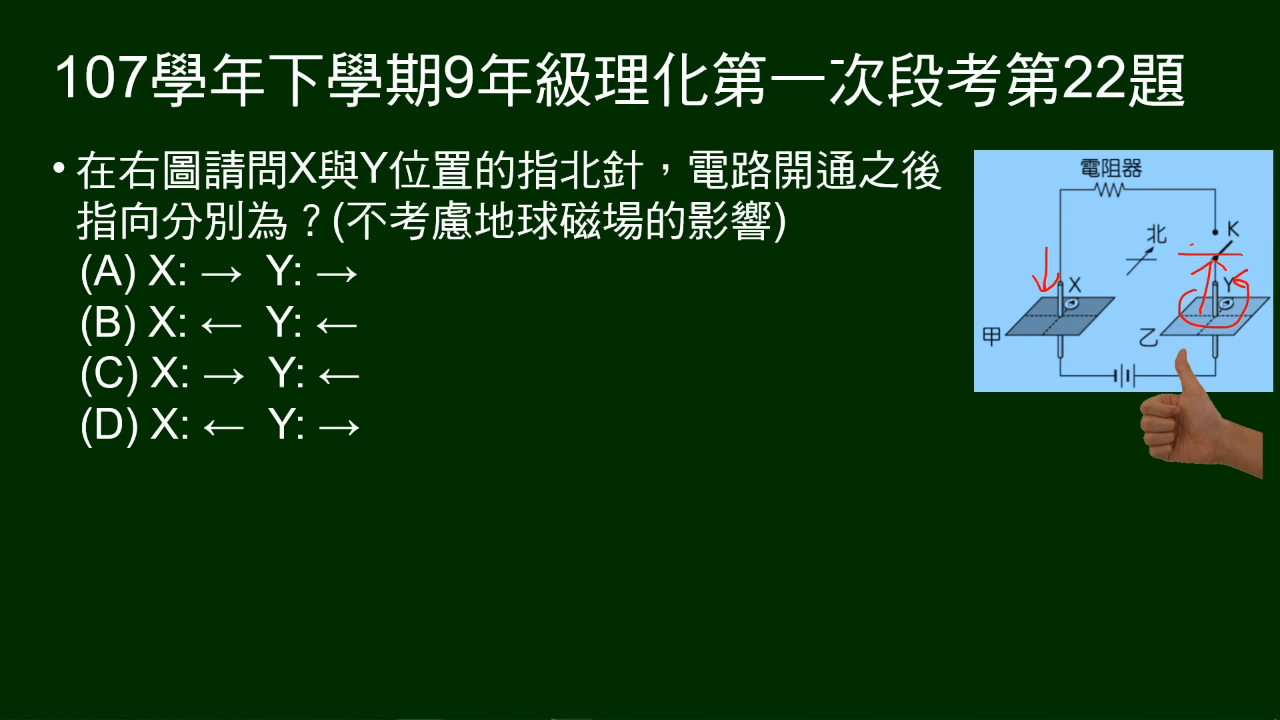 107學年下學期9年級理化第一次段考第22題
• 在右圖請問X與Y位置的指北針，電路開通之後
指向分別為？(不考慮地球磁場的影響)
(A) X: → Y: →
(B) X: ← Y: ←
(C) X: → Y: ←
(D) X: ← Y: →
電阻器
K
北
X
Y
甲
乙